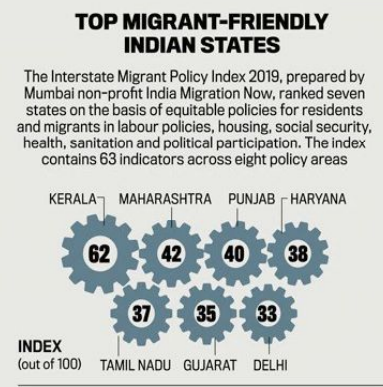 TOP MIGRANT-FRIENDLY
INDIAN STATES
The Interstate Migrant Policy Index 2019, prepared by
Mumbai non-profit India Migration Now, ranked seven
states on the basis of equitable policies for residents
and migrants in labour policies, housing, social security,
health, sanitation and political participation. The index
contains 63 indicators across eight policy areas
KERALA MAHARASHTRA PUNJAB HARYANA
62 42 40 38
37 35 33
INDEX
(out of 100) TAMIL NADU GUJARAT DELHI